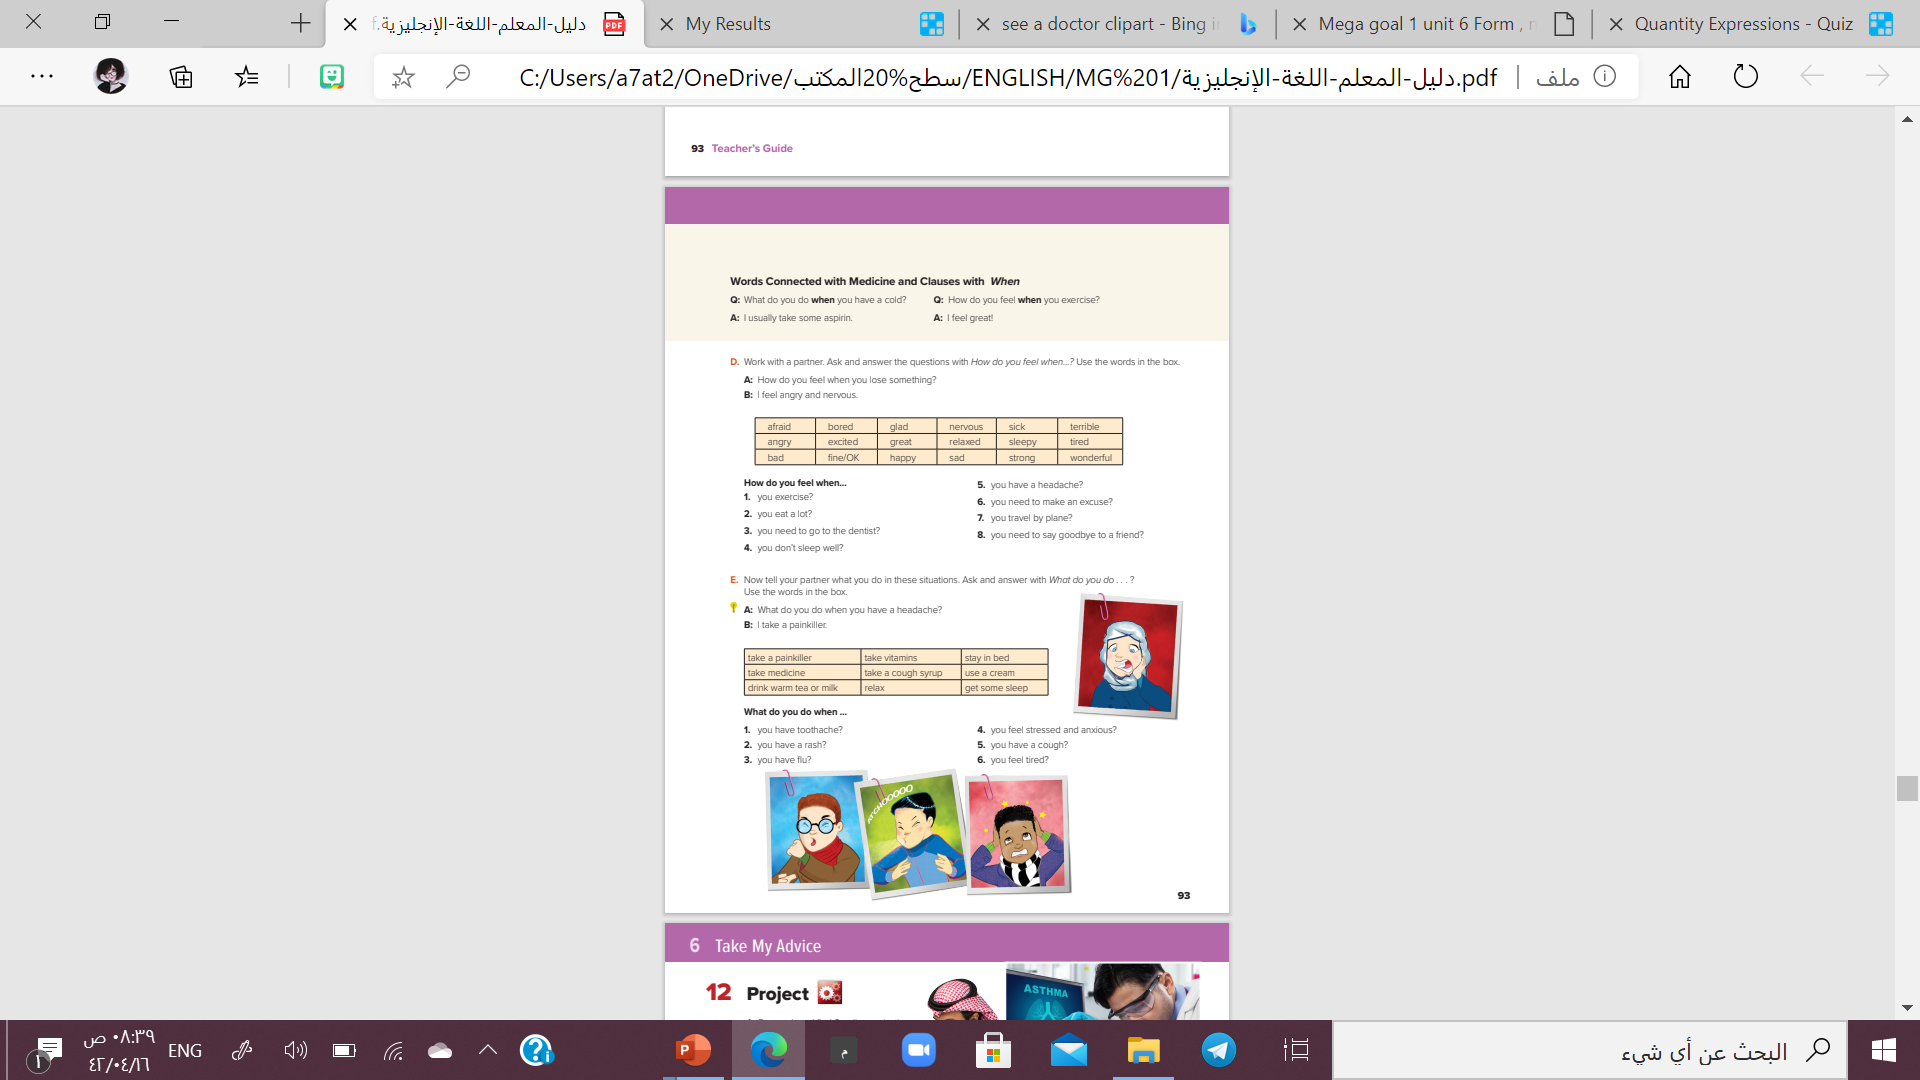 دليل-المعلم-اللغة-الإنجليزية.f
My Results
see a doctor clipart - Bing i
Mega goal 1 unit 6 Form , n
Quantity Expressions - Quiz
C:/Users/a7at2/OneDrive/سطح%20المكتب/ENGLISH/MG%201/دليل-المعلم-اللغة-الإنجليزية.pdf
ملف
93 Teacher's Guide
Words Connected with Medicine and Clauses with When
Q: What do you do when you have a cold? Q: How do you feel when you exercise?
A: I usually take some aspirin. A: I feel great!
D. Work with a partner. Ask and answer the questions with How do you feel when...? Use the words in the box.
A: How do you feel when you lose something?
B: I feel angry and nervous.
afraid bored glad nervous sick terrible
angry excited great relaxed sleepy tired
bad fine/OK happy sad strong wonderful
How do you feel when...
1. you exercise?
2. you eat a lot?
3. you need to go to the dentist?
4. you don't sleep well?
5. you have a headache?
6. you need to make an excuse?
7. you travel by plane?
8. you need to say goodbye to a friend?
E. Now tell your partner what you do in these situations. Ask and answer with What do you do . . . ?
Use the words in the box.
A: What do you do when you have a headache?
B: I take a painkiller.
take a painkiller take vitamins stay in bed
take medicine take a cough syrup use a cream
drink warm tea or milk relax get some sleep
What do you do when ...
1. you have toothache?
2. you have a rash?
3. you have flu?
4. you feel stressed and anxious?
5. you have a cough?
6. you feel tired?
ATCHOOOOO
93
6 Take My Advice
12 Project
ASTHMA
٠٨:٣٩ ص
٤٢/٠٤/١٦
١
ENG
البحث عن أي شيء